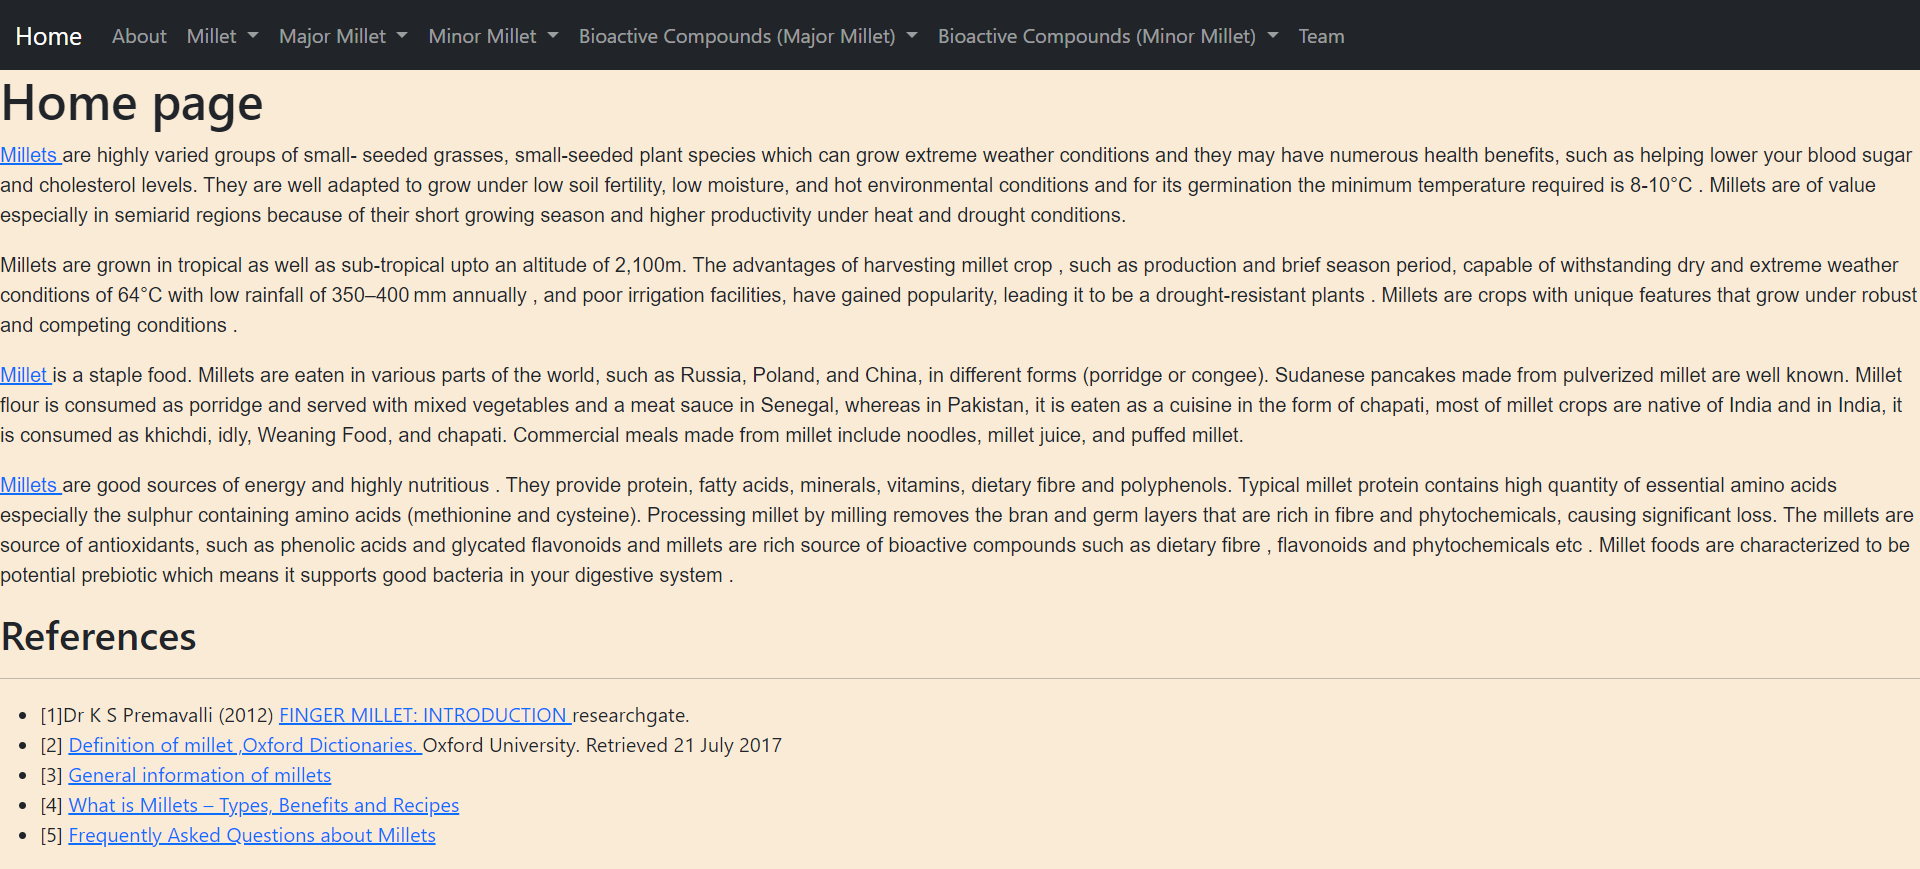 Home About Millet Major Millet Minor Millet Bioactive Compounds (Major Millet) Bioactive Compounds (Minor Millet) Team
Home page
Millets are highly varied groups of small- seeded grasses, small-seeded plant species which can grow extreme weather conditions and they may have numerous health benefits, such as helping lower your blood sugar
and cholesterol levels. They are well adapted to grow under low soil fertility, low moisture, and hot environmental conditions and for its germination the minimum temperature required is 8-10°C . Millets are of value
especially in semiarid regions because of their short growing season and higher productivity under heat and drought conditions.
Millets are grown in tropical as well as sub-tropical upto an altitude of 2,100m. The advantages of harvesting millet crop , such as production and brief season period, capable of withstanding dry and extreme weather
conditions of 64°C with low rainfall of 350–400 mm annually , and poor irrigation facilities, have gained popularity, leading it to be a drought-resistant plants . Millets are crops with unique features that grow under robust
and competing conditions .
Millet is a staple food. Millets are eaten in various parts of the world, such as Russia, Poland, and China, in different forms (porridge or congee). Sudanese pancakes made from pulverized millet are well known. Millet
flour is consumed as porridge and served with mixed vegetables and a meat sauce in Senegal, whereas in Pakistan, it is eaten as a cuisine in the form of chapati, most of millet crops are native of India and in India, it
is consumed as khichdi, idly, Weaning Food, and chapati. Commercial meals made from millet include noodles, millet juice, and puffed millet.
Millets are good sources of energy and highly nutritious . They provide protein, fatty acids, minerals, vitamins, dietary fibre and polyphenols. Typical millet protein contains high quantity of essential amino acids
especially the sulphur containing amino acids (methionine and cysteine). Processing millet by milling removes the bran and germ layers that are rich in fibre and phytochemicals, causing significant loss. The millets are
source of antioxidants, such as phenolic acids and glycated flavonoids and millets are rich source of bioactive compounds such as dietary fibre , flavonoids and phytochemicals etc . Millet foods are characterized to be
potential prebiotic which means it supports good bacteria in your digestive system .
References
• [1]Dr K S Premavalli (2012) FINGER MILLET: INTRODUCTION researchgate.
• [2] Definition of millet ,Oxford Dictionaries. Oxford University. Retrieved 21 July 2017
• [3] General information of millets
• [4] What is Millets – Types, Benefits and Recipes
• [5] Frequently Asked Questions about Millets